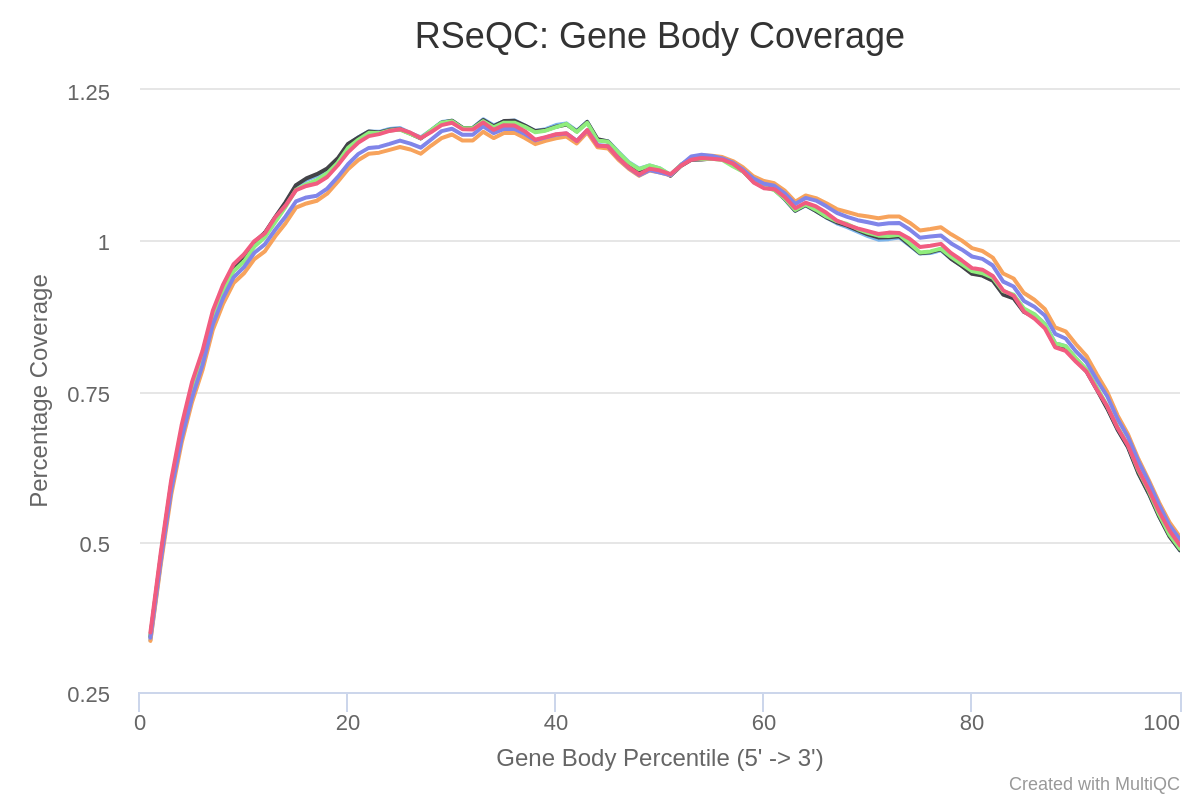 RSeQC: Gene Body Coverage
Percentage Coverage
1.25
1
0.75
0.5
0.25
0 20 40 60 80 100
Gene Body Percentile (5' -> 3')
Created with MultiQC